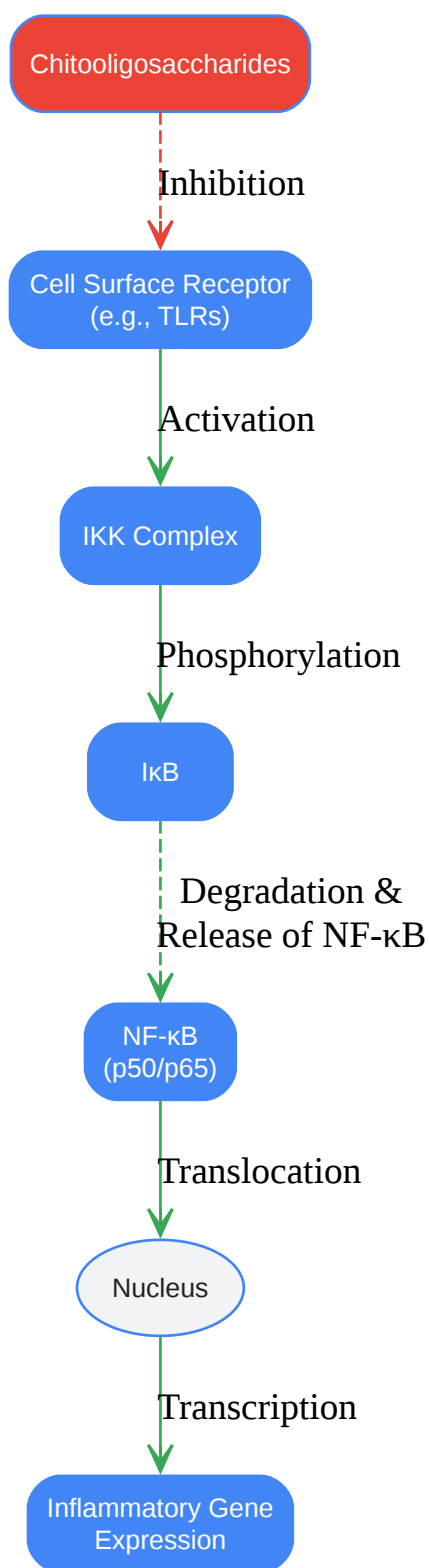 Chitooligosaccharides
Inhibition
Cell Surface Receptor
(e.g., TLRs)
Activation
IKK Complex
Phosphorylation
IκB
Degradation &
Release of NF-κB
NF-κB
(p50/p65)
Translocation
Nucleus
Transcription
Inflammatory Gene
Expression